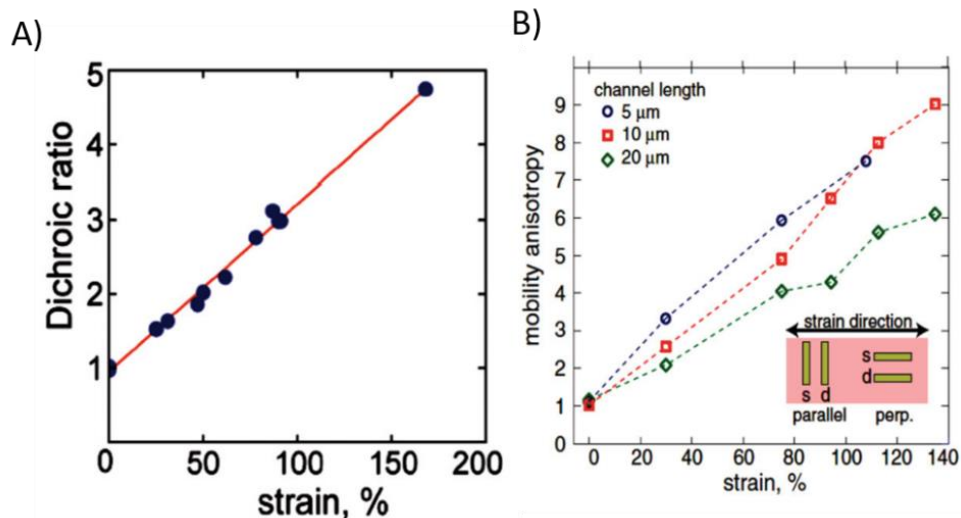 A)
Dichroic ratio
5
4
3
2
1
0
50
100
150
200
strain, %
B)
mobility anisotropy
9
8
7
6
5
4
3
2
1
0
channel length
5 μm
10 μm
20 μm
strain direction
s
d
s d
parallel
perp.
0
20
40
60
80
100
120
140
strain, %